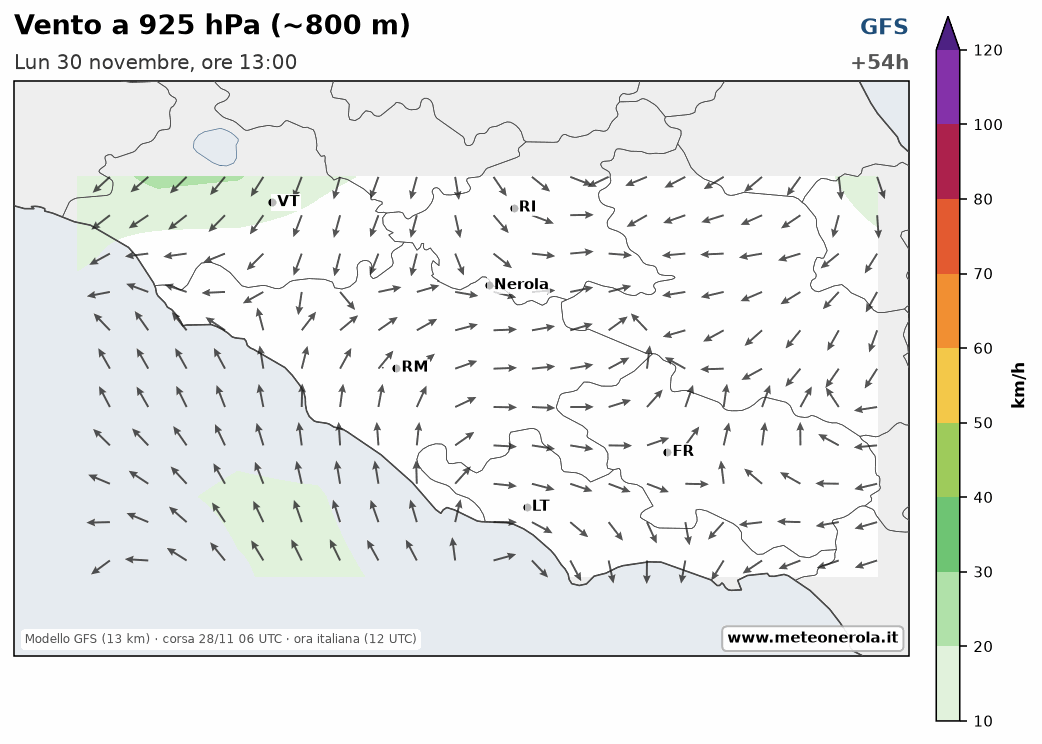 Vento a 925 hPa (~800 m)
GFS
Lun 30 novembre, ore 13:00
+54h
VT
RI
Nerola
RM
FR
LT
Modello GFS (13 km) · corsa 28/11 06 UTC · ora italiana (12 UTC)
www.meteonerola.it
120
100
80
70
60
50
40
30
20
10
km/h